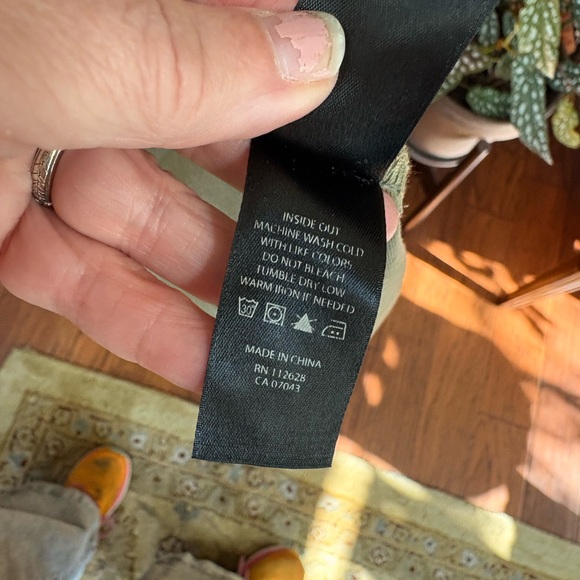 INSIDE OUT
MACHINE WASH COLD
WITH LIKE COLORS
DO NOT BLEACH
TUMBLE DRY LOW
WARM IRON IF NEEDED
30
MADE IN CHINA
RN 112628
CA 07043